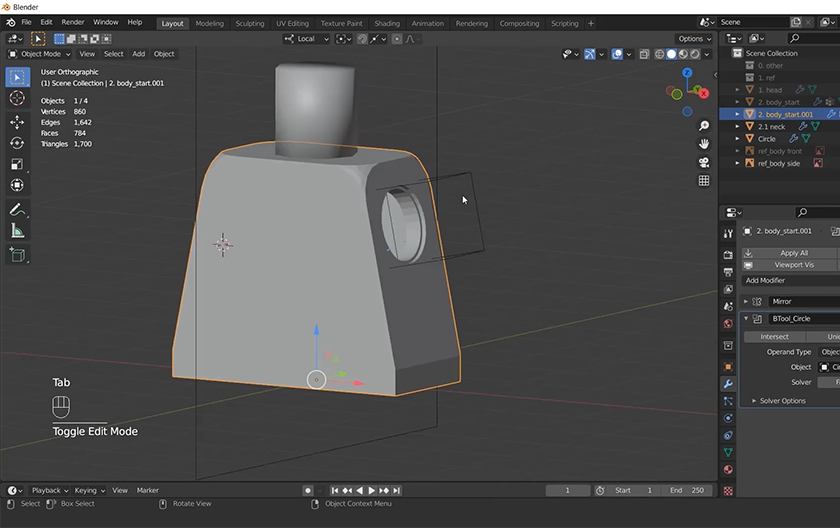 Blender
File Edit Render Window Help Layout Modeling Sculpting UV Editing Texture Paint Shading Animation Rendering Compositing Scripting + Scene
Local Options
Object Mode View Select Add Object
User Orthographic
(1) Scene Collection | 2. body_start.001
Objects 1 / 4
Vertices 860
Edges 1,642
Faces 784
Triangles 1,700
Z
X
Scene Collection
0. other
1. ref
1. head
2. body_start
2. body_start.001
2.1 neck
Circle
ref_body front
ref_body side
2. body_start.001
Apply All
Viewport Vis
Add Modifier
Mirror
BTool_Circle
Intersect
Operand Type
Object
Solver
Solver Options
Tab
Toggle Edit Mode
Playback Keying View Marker 1 Start 1 End 250
Select Box Select Rotate View Object Context Menu